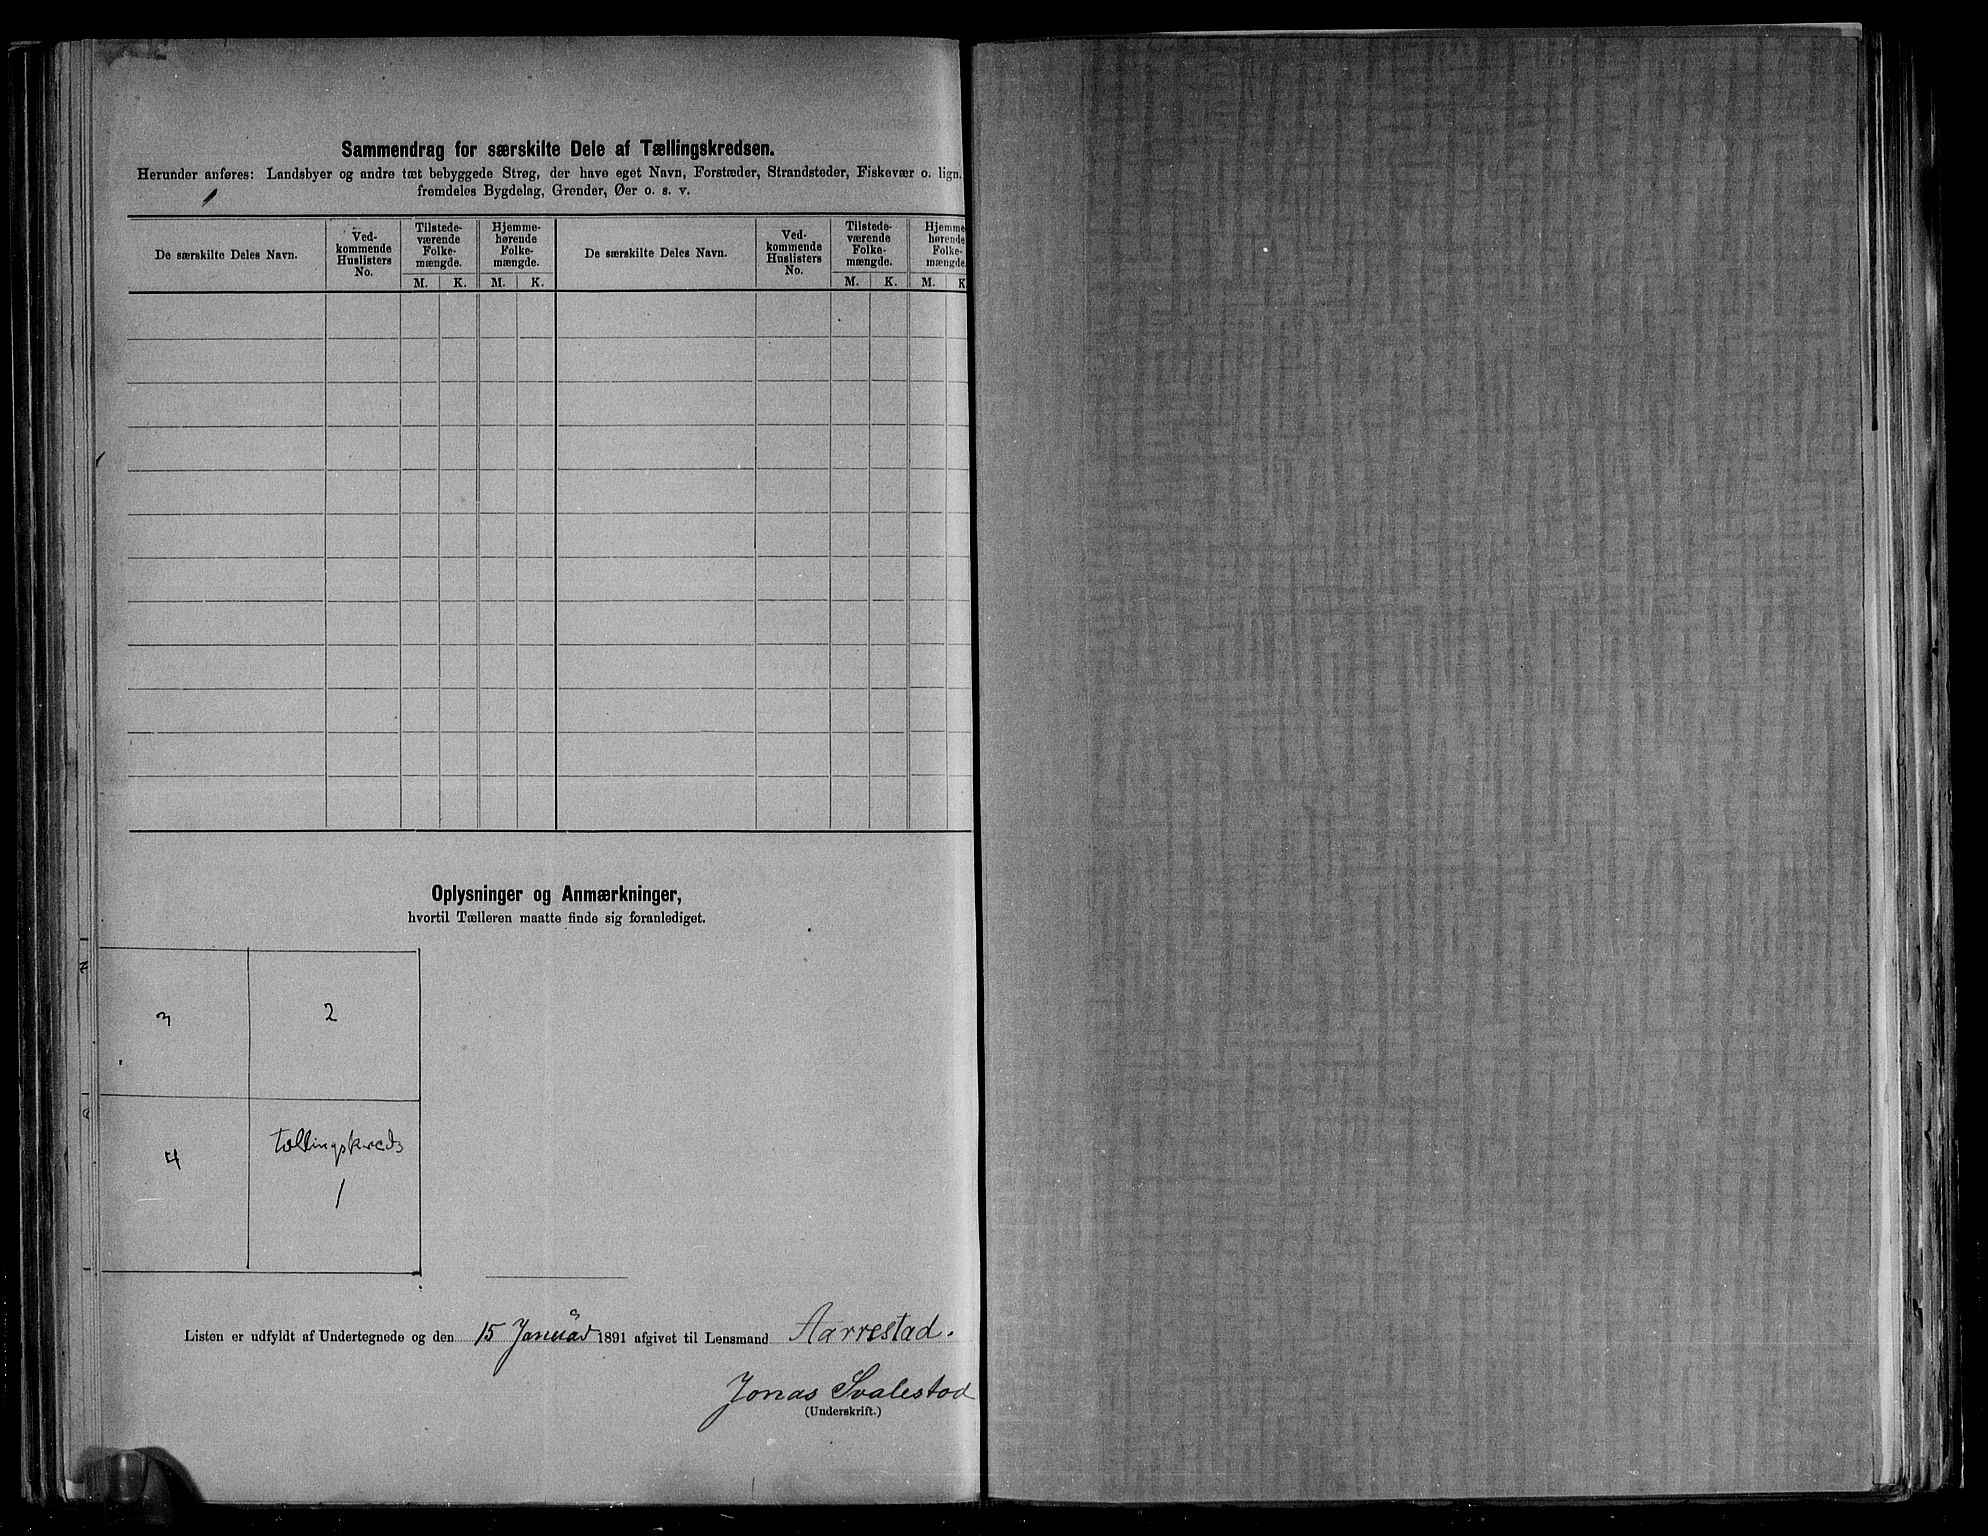 Sammendrag for særskilte Dele af Tællingskredsen.
Herunder anføres: Landsbyer og andre tæt bebyggede Strøg, der have eget Navn, Forstæder, Strandsteder, Fiskevær o. lign.,
fremdeles Bygdelag, Grender, Øer o. s. v.
De særskilte Deles Navn.
Ved-
kommende
Huslisters
No.
Tilstede-
værende
Folke-
mængde.
M. K.
Hjemme-
hørende
Folke-
mængde.
M. K.
De særskilte Deles Navn.
Ved-
kommende
Huslisters
No.
Tilstede-
værende
Folke-
mængde.
M. K.
Hjemme-
hørende
Folke-
mængde.
M. K.
Oplysninger og Anmærkninger,
hvortil Tælleren maatte finde sig foranlediget.
3 2
4 Tællingskreds
1
Listen er udfyldt af Undertegnede og den 15 Januar 1891 afgivet til Lensmand Aarrestad.
Jonas Svalestad
(Underskrift.)